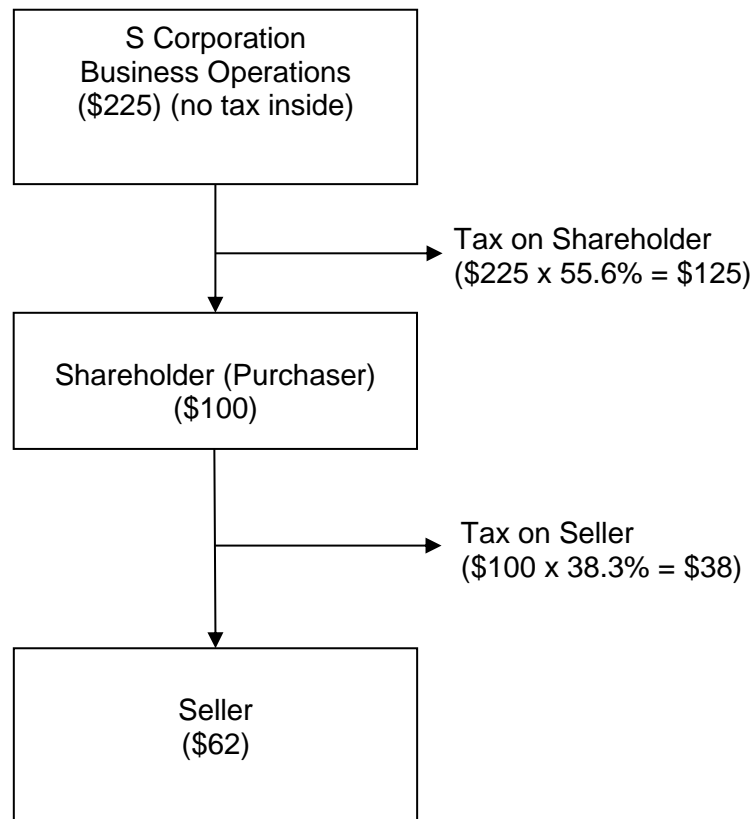 S Corporation
Business Operations
($225) (no tax inside)
Tax on Shareholder
($225 x 55.6% = $125)
Shareholder (Purchaser)
($100)
Tax on Seller
($100 x 38.3% = $38)
Seller
($62)